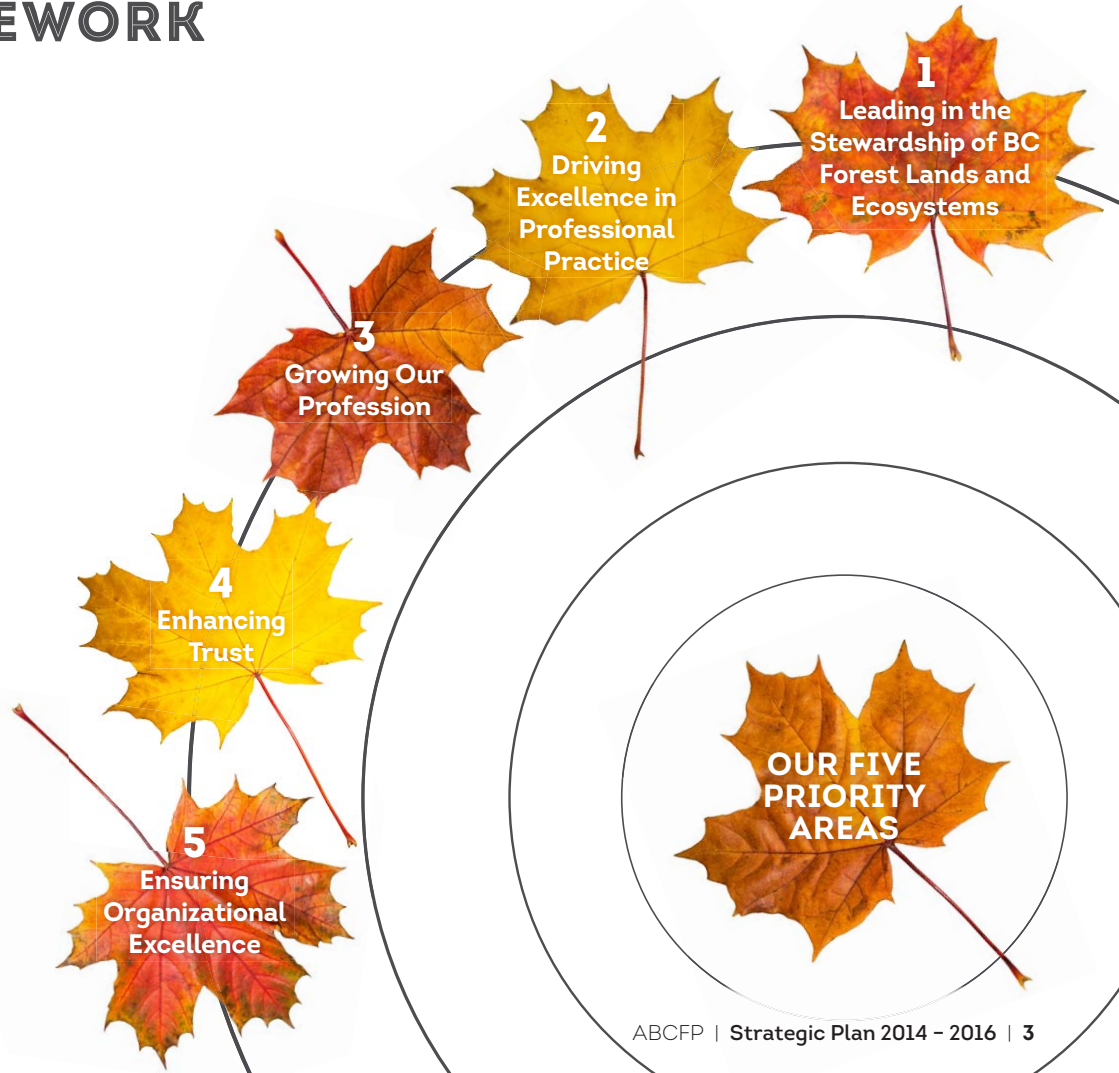 EWORK
1
Leading in the
Stewardship of BC
Forest Lands and
Ecosystems
2
Driving
Excellence in
Professional
Practice
3
Growing Our
Profession
4
Enhancing
Trust
5
Ensuring
Organizational
Excellence
OUR FIVE
PRIORITY
AREAS
ABCFP | Strategic Plan 2014 – 2016 | 3